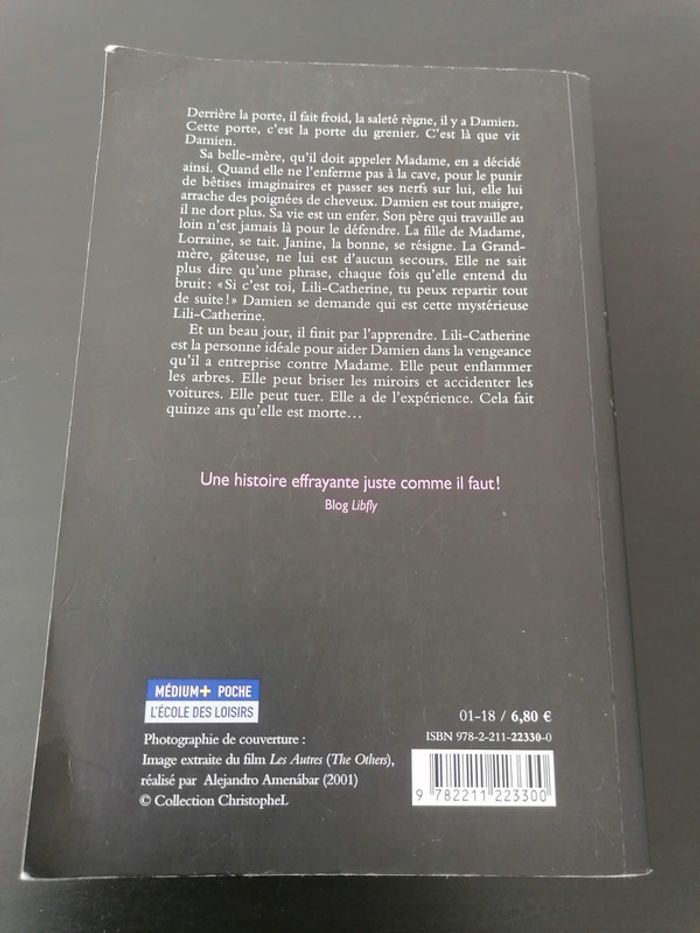 Derrière la porte, il fait froid, la saleté règne, il y a Damien.
Cette porte, c'est la porte du grenier. C'est là que vit
Damien.
Sa belle-mère, qu'il doit appeler Madame, en a décidé
ainsi. Quand elle ne l'enferme pas à la cave, pour le punir
de bêtises imaginaires et passer ses nerfs sur lui, elle lui
arrache des poignées de cheveux. Damien est tout maigre,
il ne dort plus. Sa vie est un enfer. Son père qui travaille au
loin n'est jamais là pour le défendre. La fille de Madame,
Lorraine, se tait. Janine, la bonne, se résigne. La Grand-
mère, gâteuse, ne lui est d'aucun secours. Elle ne sait
plus dire qu'une phrase, chaque fois qu'elle entend du
bruit: «Si c'est toi, Lili-Catherine, tu peux repartir tout
de suite!» Damien se demande qui est cette mystérieuse
Lili-Catherine.
Et un beau jour, il finit par l'apprendre. Lili-Catherine
est la personne idéale pour aider Damien dans la vengeance
qu'il a entreprise contre Madame. Elle peut enflammer
les arbres. Elle peut briser les miroirs et accidenter les
voitures. Elle peut tuer. Elle a de l'expérience. Cela fait
quinze ans qu'elle est morte…
Une histoire effrayante juste comme il faut!
Blog Libfly
MÉDIUM+ POCHE
L'ÉCOLE DES LOISIRS
Photographie de couverture :
Image extraite du film Les Autres (The Others),
réalisé par Alejandro Amenábar (2001)
© Collection ChristopheL
01-18 / 6,80 €
ISBN 978-2-211-22330-0
9 782211 223300